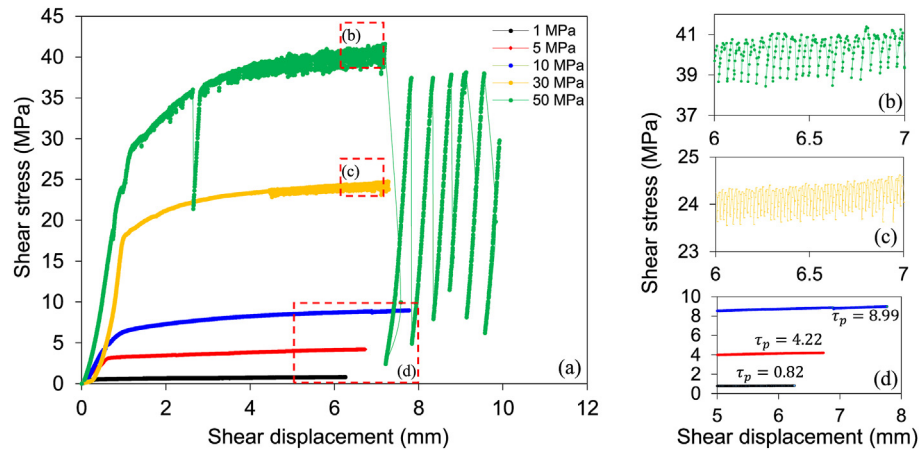 Shear stress (MPa)
45
40
35
30
25
20
15
10
5
0
0
2
4
6
8
10
12
Shear displacement (mm)
1 MPa
5 MPa
10 MPa
30 MPa
50 MPa
(b)
(c)
(d)
(a)
Shear stress (MPa)
41
39
37
6
6.5
7
(b)
25
24
23
6
6.5
7
(c)
10
8
6
4
2
0
τp = 8.99
τp = 4.22
τp = 0.82
(d)
5
6
7
8
Shear displacement (mm)